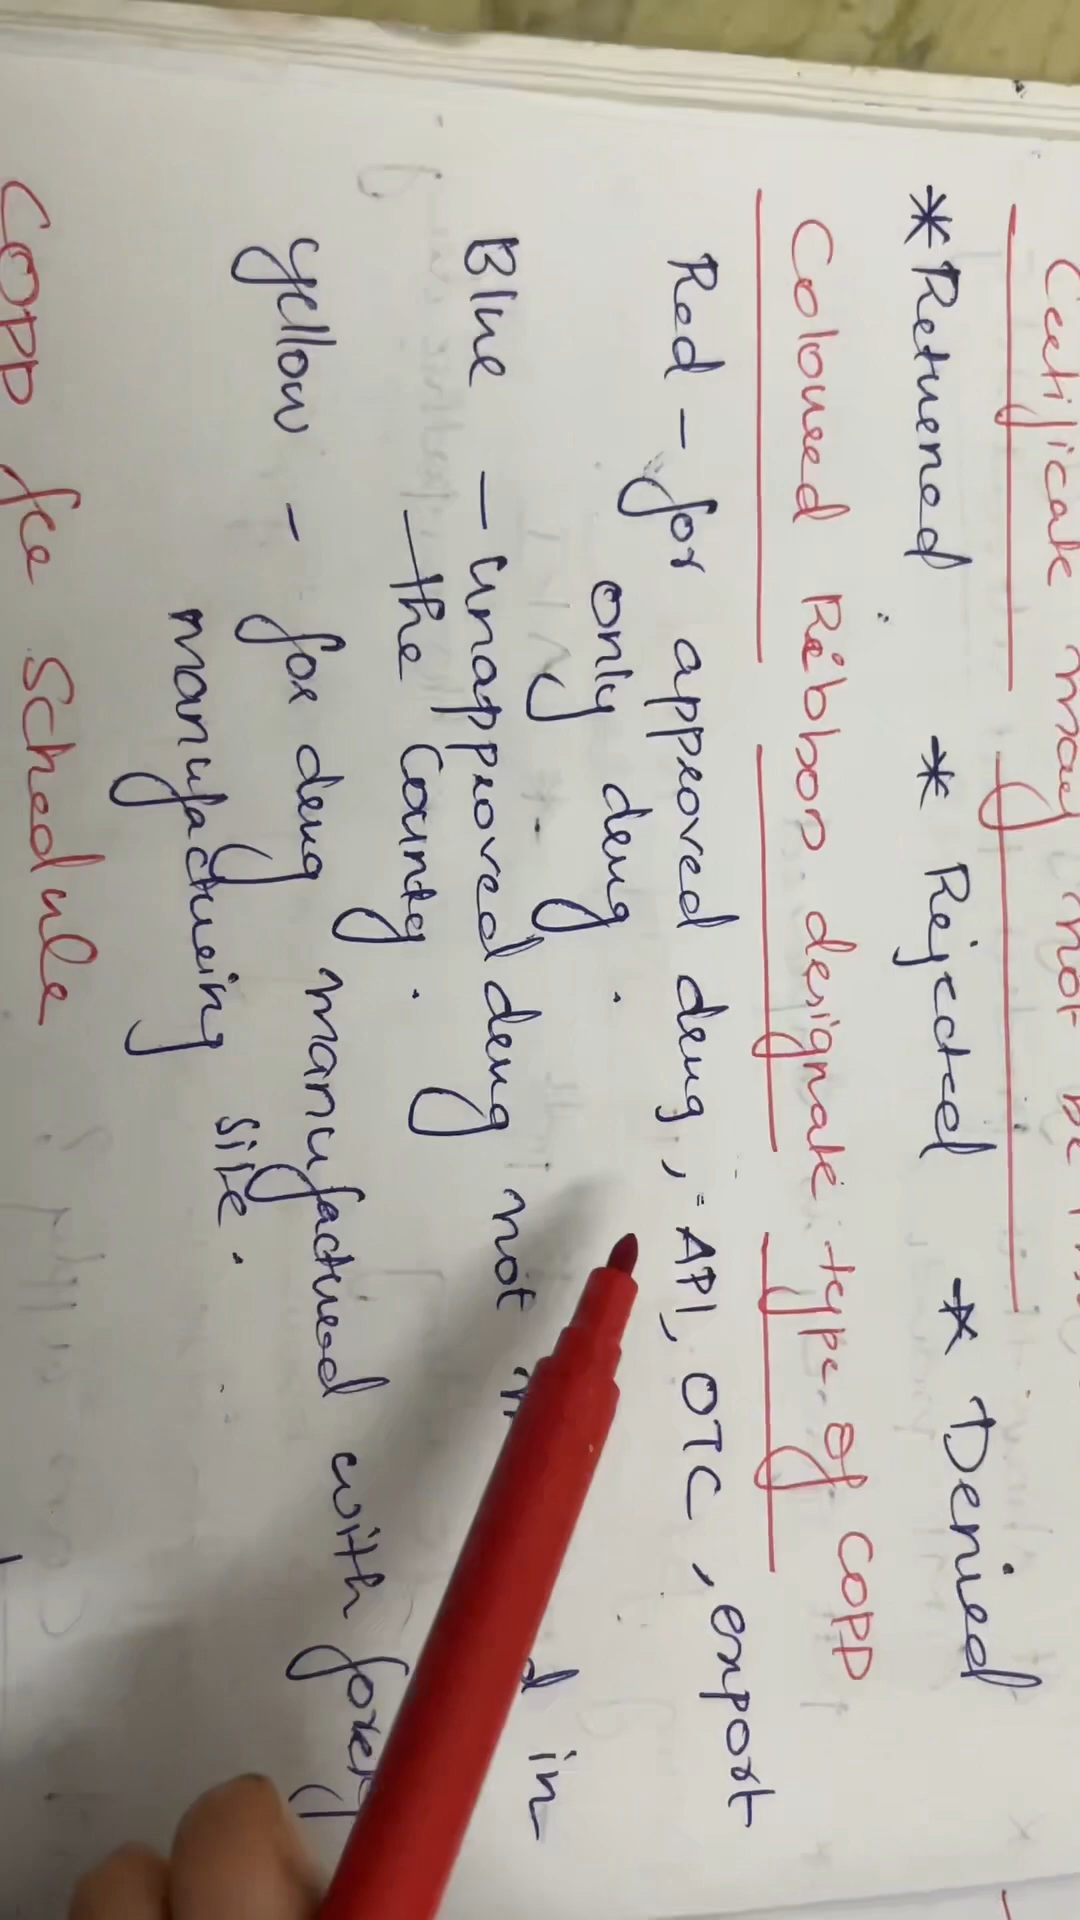 Certificate may not be
* Returned * Rejected * Denied
Coloured Ribbon designate type of COPP
Red - for approved drug, API, OTC, export
only drug.
Blue - unapproved drug not in
the County.
yellow - for drug manufactured with
manufacturing site.
COPP fee Schedule